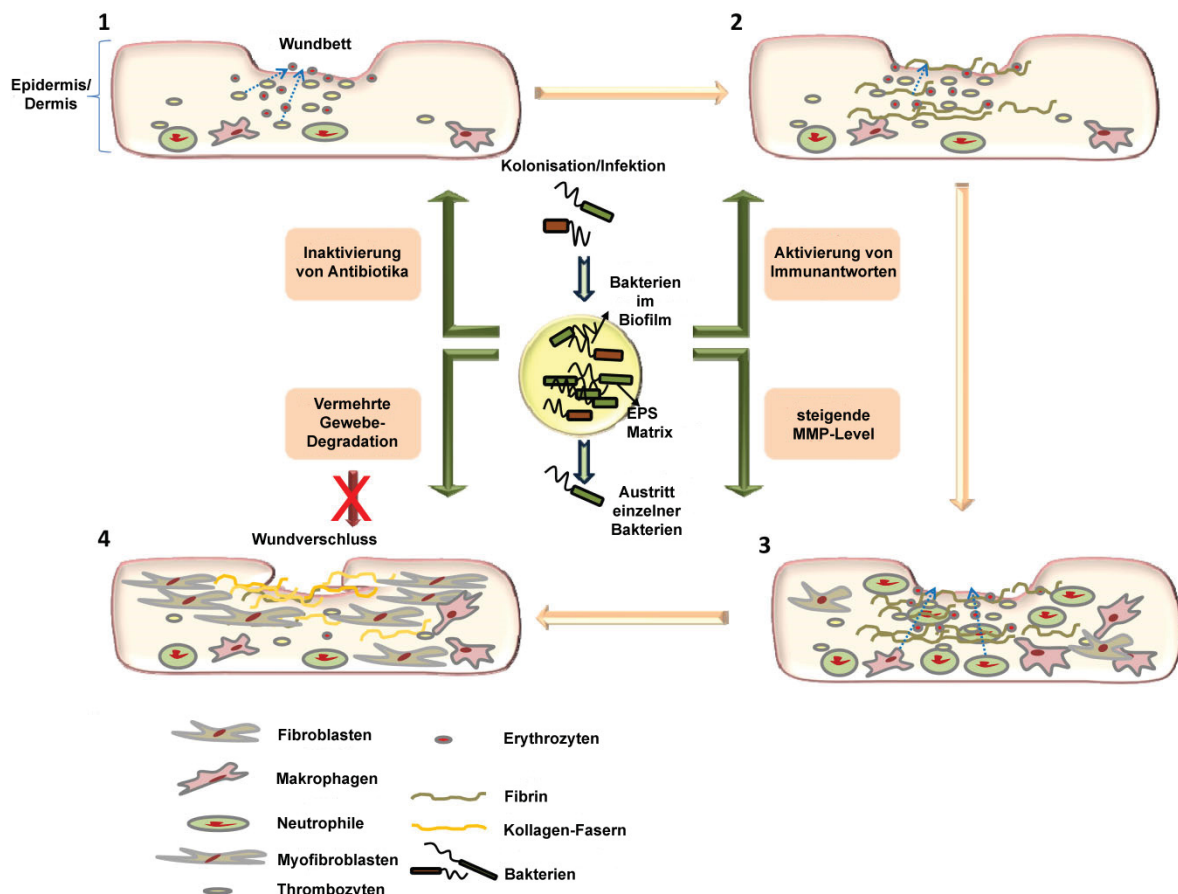 1
Wundbett
Epidermis/
Dermis
2
Kolonisation/Infektion
Inaktivierung
von Antibiotika
Aktivierung von
Immunantworten
Bakterien
im
Biofilm
Vermehrte
Gewebe-
Degradation
EPS
Matrix
steigende
MMP-Level
Austritt
einzelner
Bakterien
4
Wundverschluss
3
Fibroblasten
Makrophagen
Neutrophile
Myofibroblasten
Thrombozyten
Erythrozyten
Fibrin
Kollagen-Fasern
Bakterien